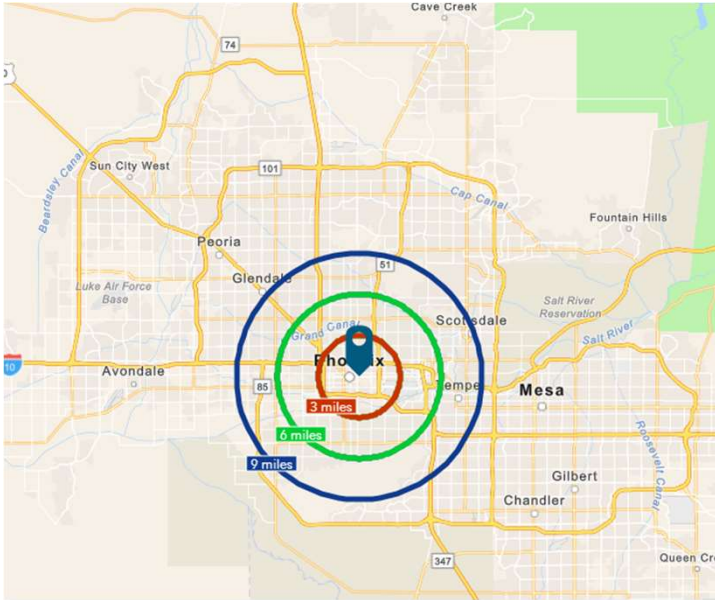 Cave Creek
74
0
Sun City West
101
Beardsley Canal
Cap Canal
Fountain Hills
Peoria
51
Glendale
Luke Air Force
Base
Salt River
Reservation
Grand Canal
Scottsdale
Salt River
Phoenix
10
Avondale
85
Tempe
Mesa
3 miles
6 miles
9 miles
Roosevelt Canal
Gilbert
Chandler
347
Queen Cr